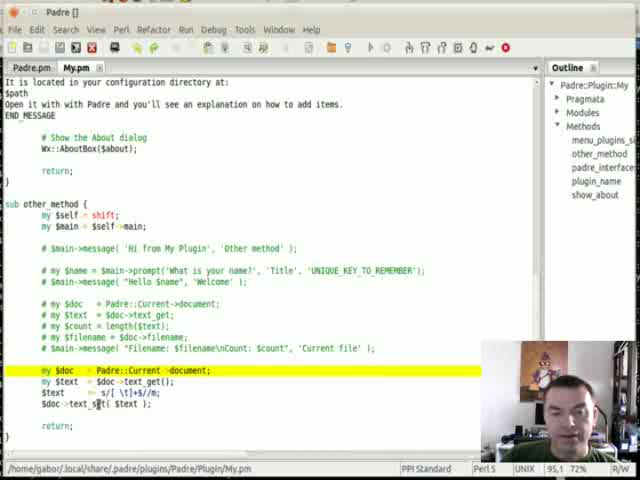 Padre []
File Edit Search View Perl Refactor Run Debug Tools Window Help
Padre.pm My.pm
Outline
It is located in your configuration directory at:
$path
Open it with with Padre and you'll see an explanation on how to add items.
END_MESSAGE
# Show the About dialog
Wx::AboutBox($about);
return;
}
sub other_method {
my $self = shift;
my $main = $self->main;
# $main->message( 'Hi from My Plugin', 'Other method' );
# my $name = $main->prompt('What is your name?', 'Title', 'UNIQUE_KEY_TO_REMEMBER');
# $main->message( "Hello $name", 'Welcome' );
# my $doc = Padre::Current->document;
# my $text = $doc->text_get;
# my $count = length($text);
# my $filename = $doc->filename;
# $main->message( "Filename: $filename\nCount: $count", 'Current file' );
my $doc = Padre::Current->document;
my $text = $doc->text_get();
$text =~ s/[ \t]+$//m;
$doc->text_set( $text );
return;
}
Padre::Plugin::My
Pragmata
Modules
Methods
menu_plugins_si
other_method
padre_interfaces
plugin_name
show_about
/home/gabor/.local/share/.padre/plugins/Padre/Plugin/My.pm PPI Standard Perl 5 UNIX 95,1 72% R/W